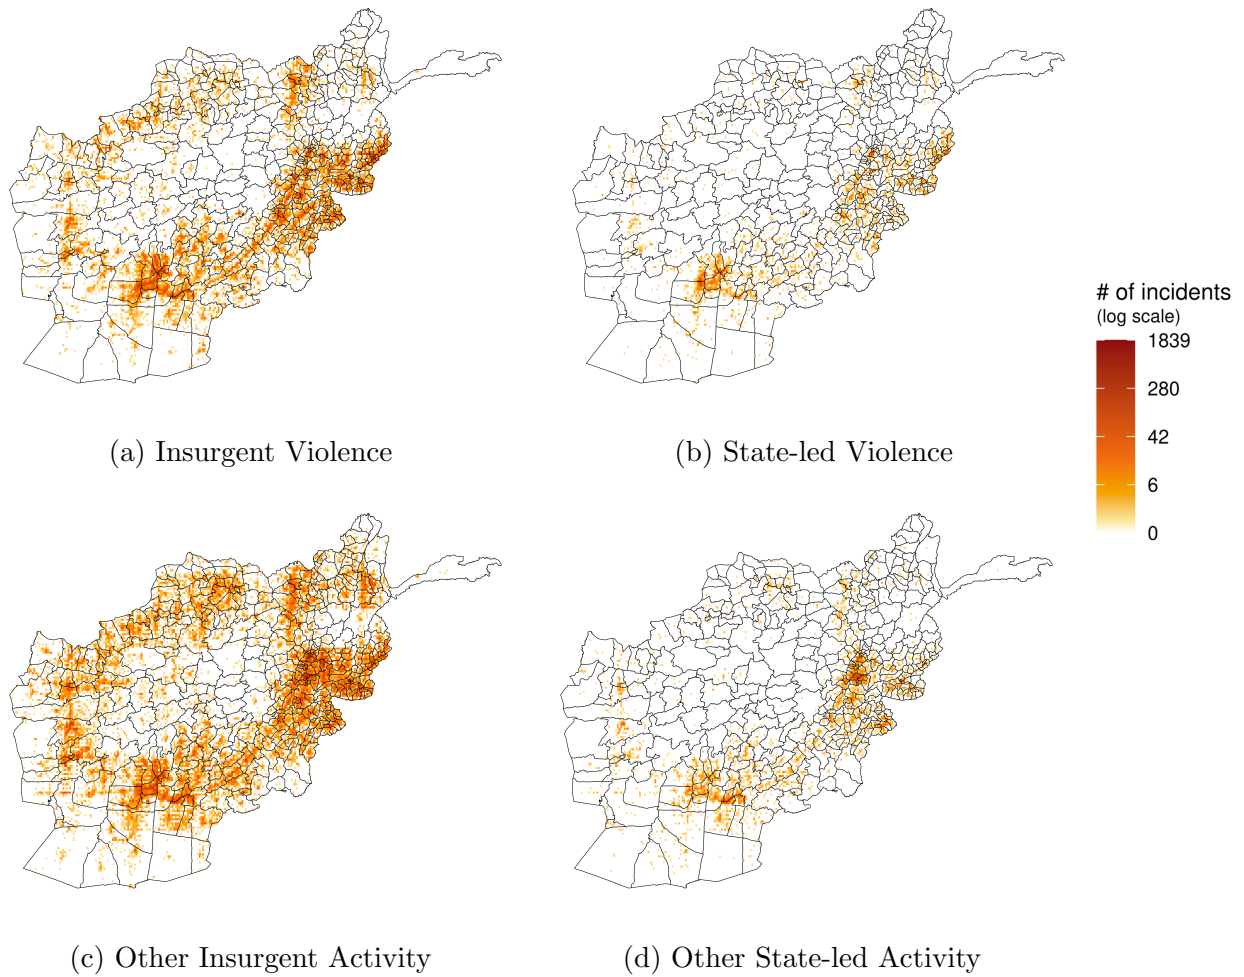 # of incidents
(log scale)
1839
280
42
6
0
(a) Insurgent Violence
(b) State-led Violence
(c) Other Insurgent Activity
(d) Other State-led Activity